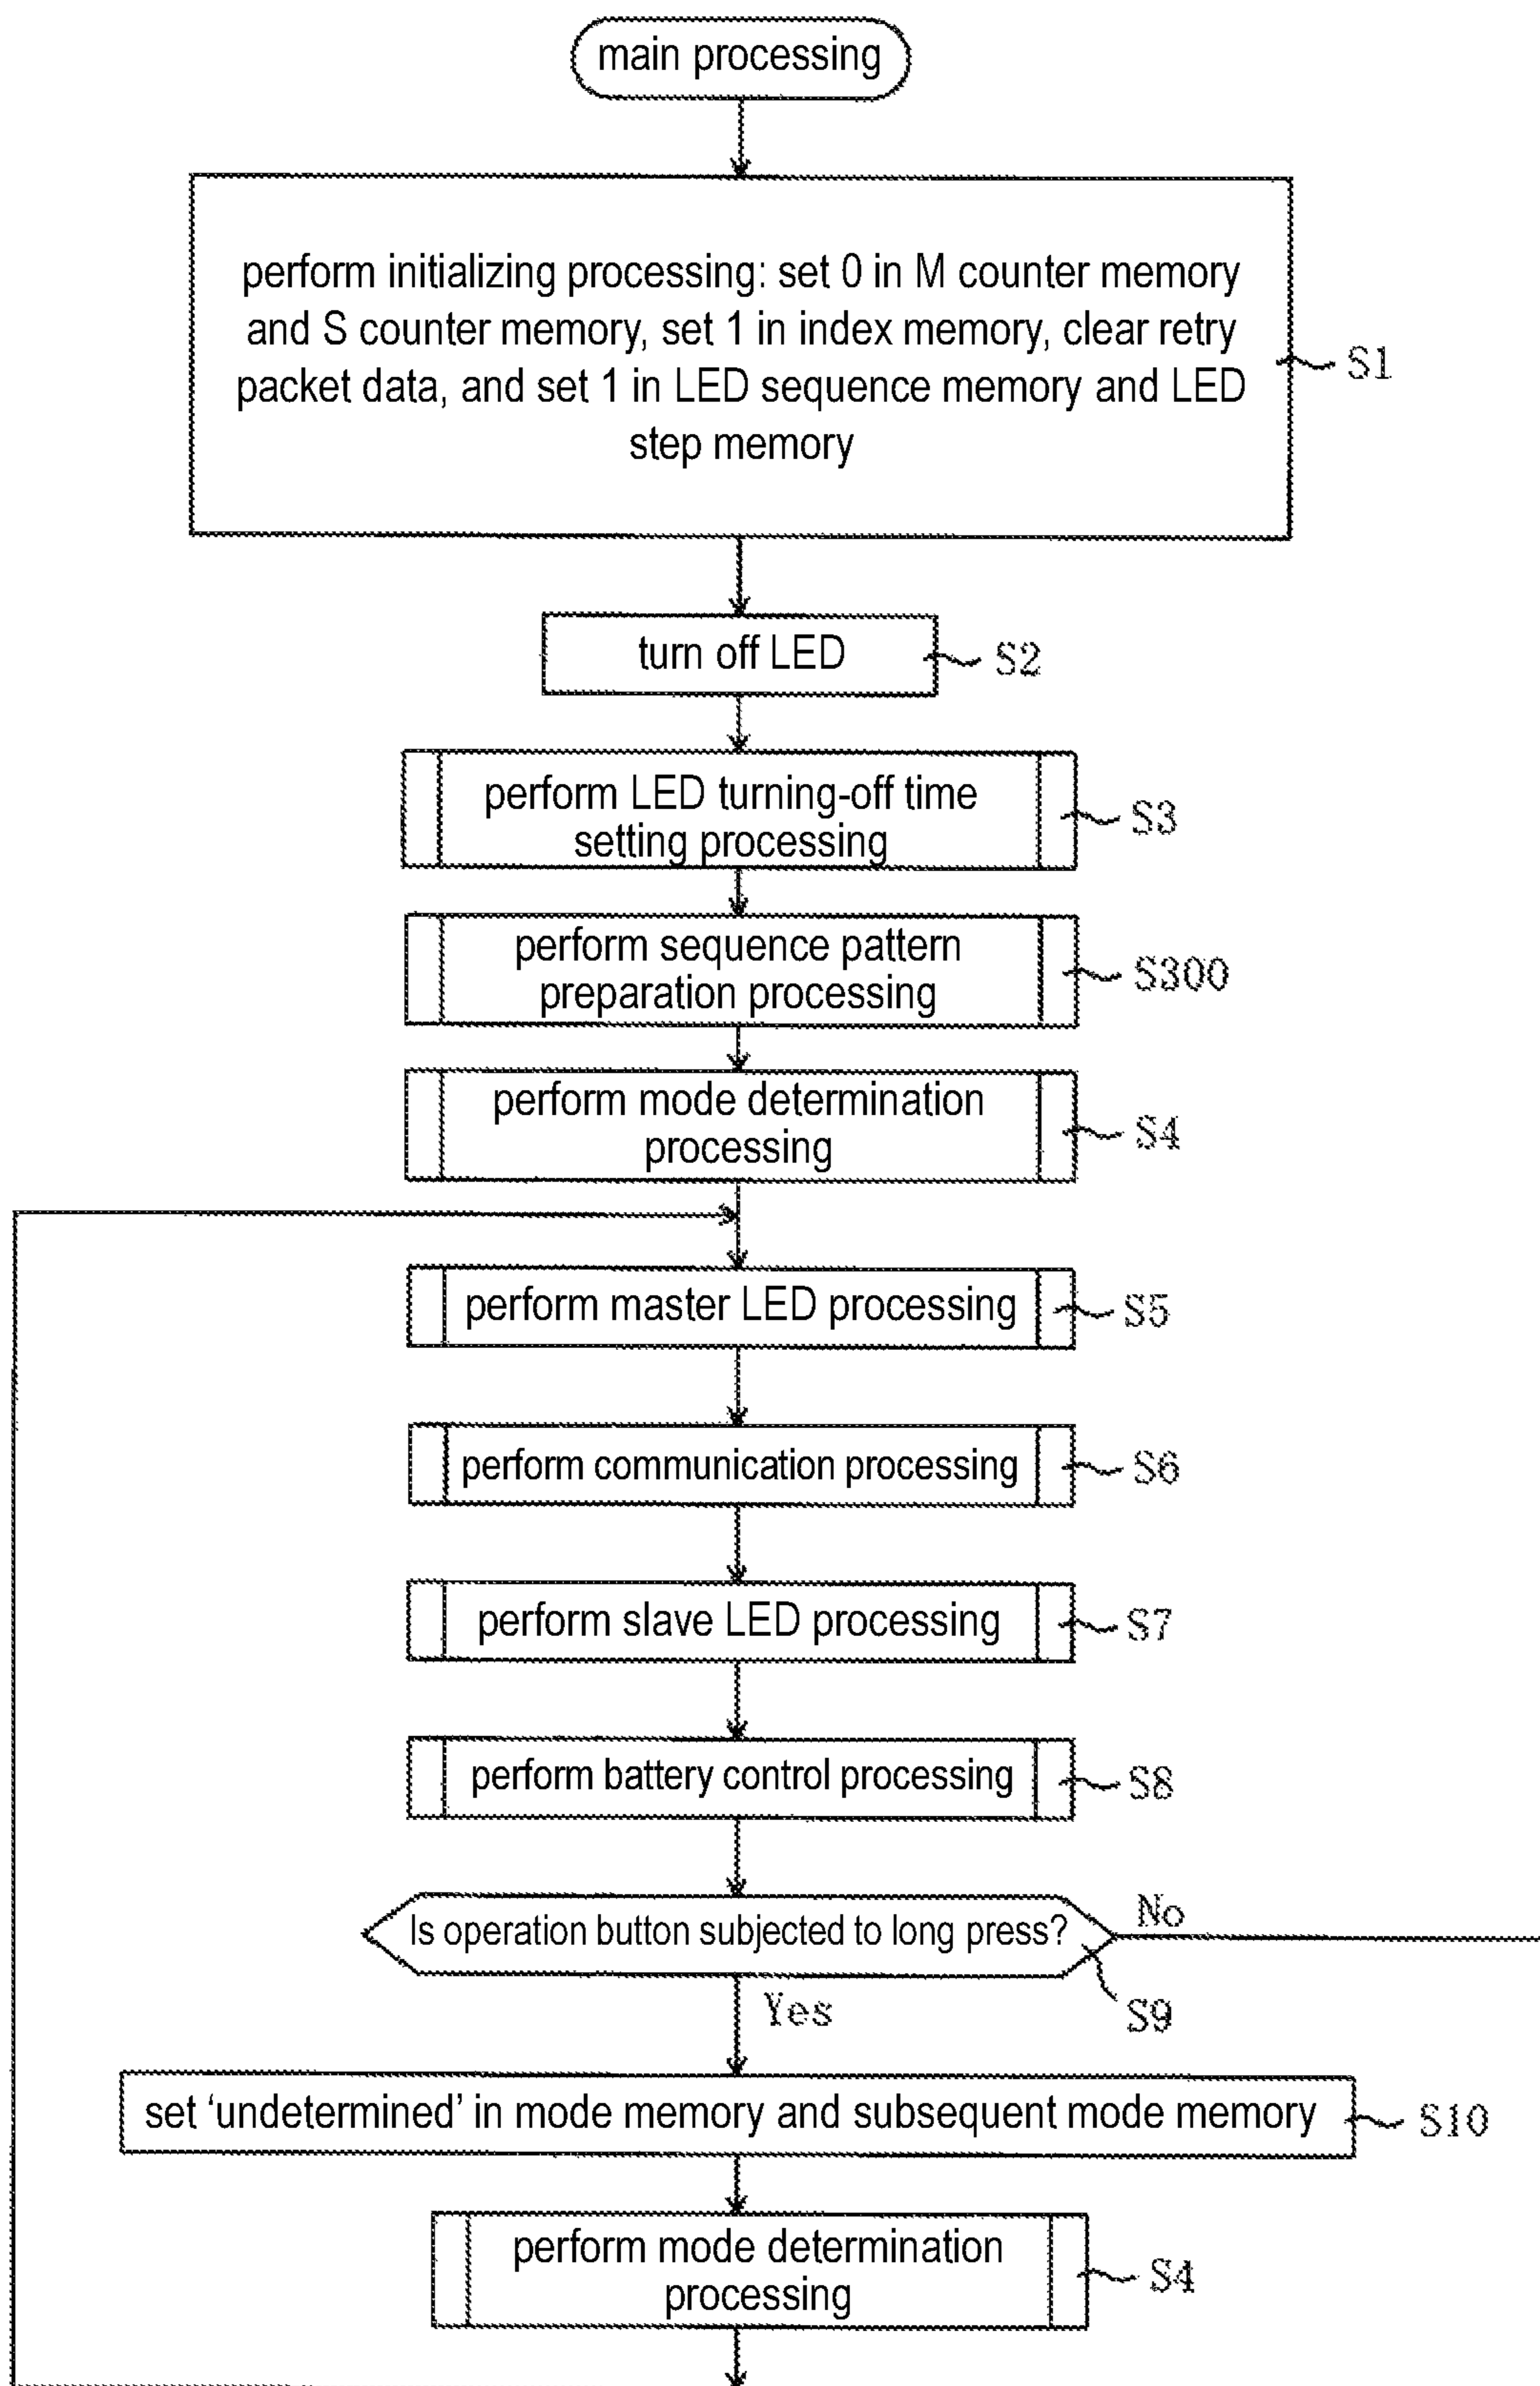 main processing
perform initializing processing: set 0 in M counter memory
and S counter memory, set 1 in index memory, clear retry
packet data, and set 1 in LED sequence memory and LED
step memory
S1
turn off LED
S2
perform LED turning-off time
setting processing
S3
perform sequence pattern
preparation processing
S300
perform mode determination
processing
S4
perform master LED processing
S5
perform communication processing
S6
perform slave LED processing
S7
perform battery control processing
S8
Is operation button subjected to long press?
No
S9
Yes
set ‘undetermined’ in mode memory and subsequent mode memory
S10
perform mode determination
processing
S4